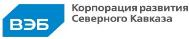 ВЭБ
Корпорация развития
Северного Кавказа